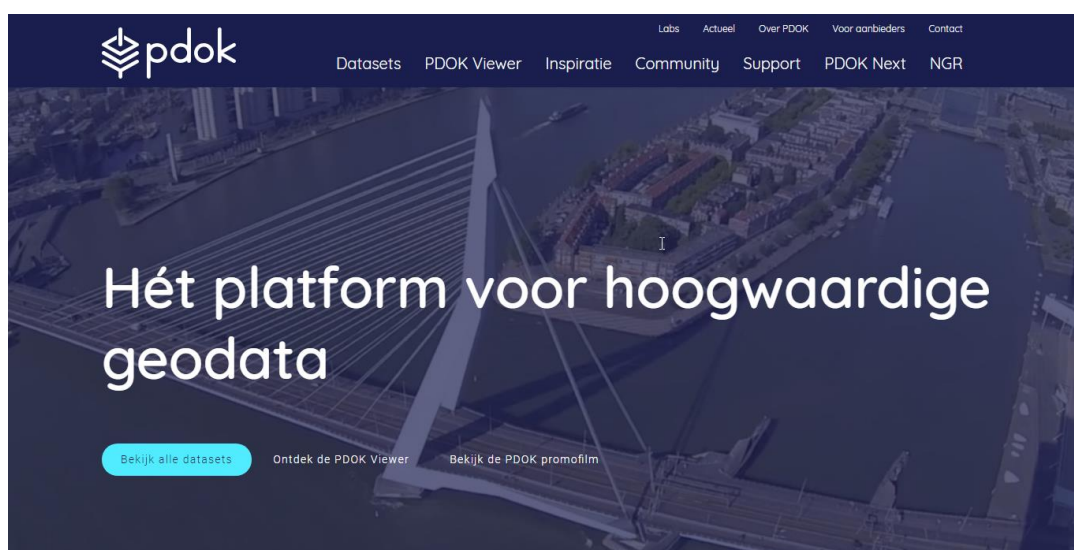 Labs Actueel Over PDOK Voor aanbieders Contact
pdok
Datasets PDOK Viewer Inspiratie Community Support PDOK Next NGR
Hét platform voor hoogwaardige
geodata
Bekijk alle datasets Ontdek de PDOK Viewer Bekijk de PDOK promofilm